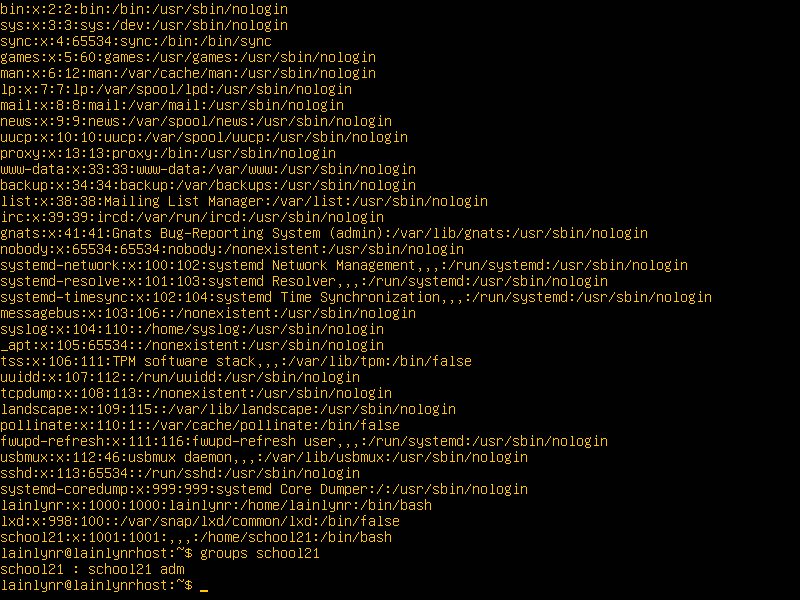 bin:x:2:2:bin:/bin:/usr/sbin/nologin
sys:x:3:3:sys:/dev:/usr/sbin/nologin
sync:x:4:65534:sync:/bin:/bin/sync
games:x:5:60:games:/usr/games:/usr/sbin/nologin
man:x:6:12:man:/var/cache/man:/usr/sbin/nologin
lp:x:7:7:lp:/var/spool/lpd:/usr/sbin/nologin
mail:x:8:8:mail:/var/mail:/usr/sbin/nologin
news:x:9:9:news:/var/spool/news:/usr/sbin/nologin
uucp:x:10:10:uucp:/var/spool/uucp:/usr/sbin/nologin
proxy:x:13:13:proxy:/bin:/usr/sbin/nologin
www-data:x:33:33:www-data:/var/www:/usr/sbin/nologin
backup:x:34:34:backup:/var/backups:/usr/sbin/nologin
list:x:38:38:Mailing List Manager:/var/list:/usr/sbin/nologin
irc:x:39:39:ircd:/var/run/ircd:/usr/sbin/nologin
gnats:x:41:41:Gnats Bug-Reporting System (admin):/var/lib/gnats:/usr/sbin/nologin
nobody:x:65534:65534:nobody:/nonexistent:/usr/sbin/nologin
systemd-network:x:100:102:systemd Network Management,,,:/run/systemd:/usr/sbin/nologin
systemd-resolve:x:101:103:systemd Resolver,,,:/run/systemd:/usr/sbin/nologin
systemd-timesync:x:102:104:systemd Time Synchronization,,,:/run/systemd:/usr/sbin/nologin
messagebus:x:103:106::/nonexistent:/usr/sbin/nologin
syslog:x:104:110::/home/syslog:/usr/sbin/nologin
_apt:x:105:65534::/nonexistent:/usr/sbin/nologin
tss:x:106:111:TPM software stack,,,:/var/lib/tpm:/bin/false
uuidd:x:107:112::/run/uuidd:/usr/sbin/nologin
tcpdump:x:108:113::/nonexistent:/usr/sbin/nologin
landscape:x:109:115::/var/lib/landscape:/usr/sbin/nologin
pollinate:x:110:1::/var/cache/pollinate:/bin/false
fwupd-refresh:x:111:116:fwupd-refresh user,,,:/run/systemd:/usr/sbin/nologin
usbmux:x:112:46:usbmux daemon,,,:/var/lib/usbmux:/usr/sbin/nologin
sshd:x:113:65534::/run/sshd:/usr/sbin/nologin
systemd-coredump:x:999:999:systemd Core Dumper:/:/usr/sbin/nologin
lainlynr:x:1000:1000:lainlynr:/home/lainlynr:/bin/bash
lxd:x:998:100::/var/snap/lxd/common/lxd:/bin/false
school21:x:1001:1001:,,,:/home/school21:/bin/bash
lainlynr@lainlynrhost:~$ groups school21
school21 : school21 adm
lainlynr@lainlynrhost:~$ _